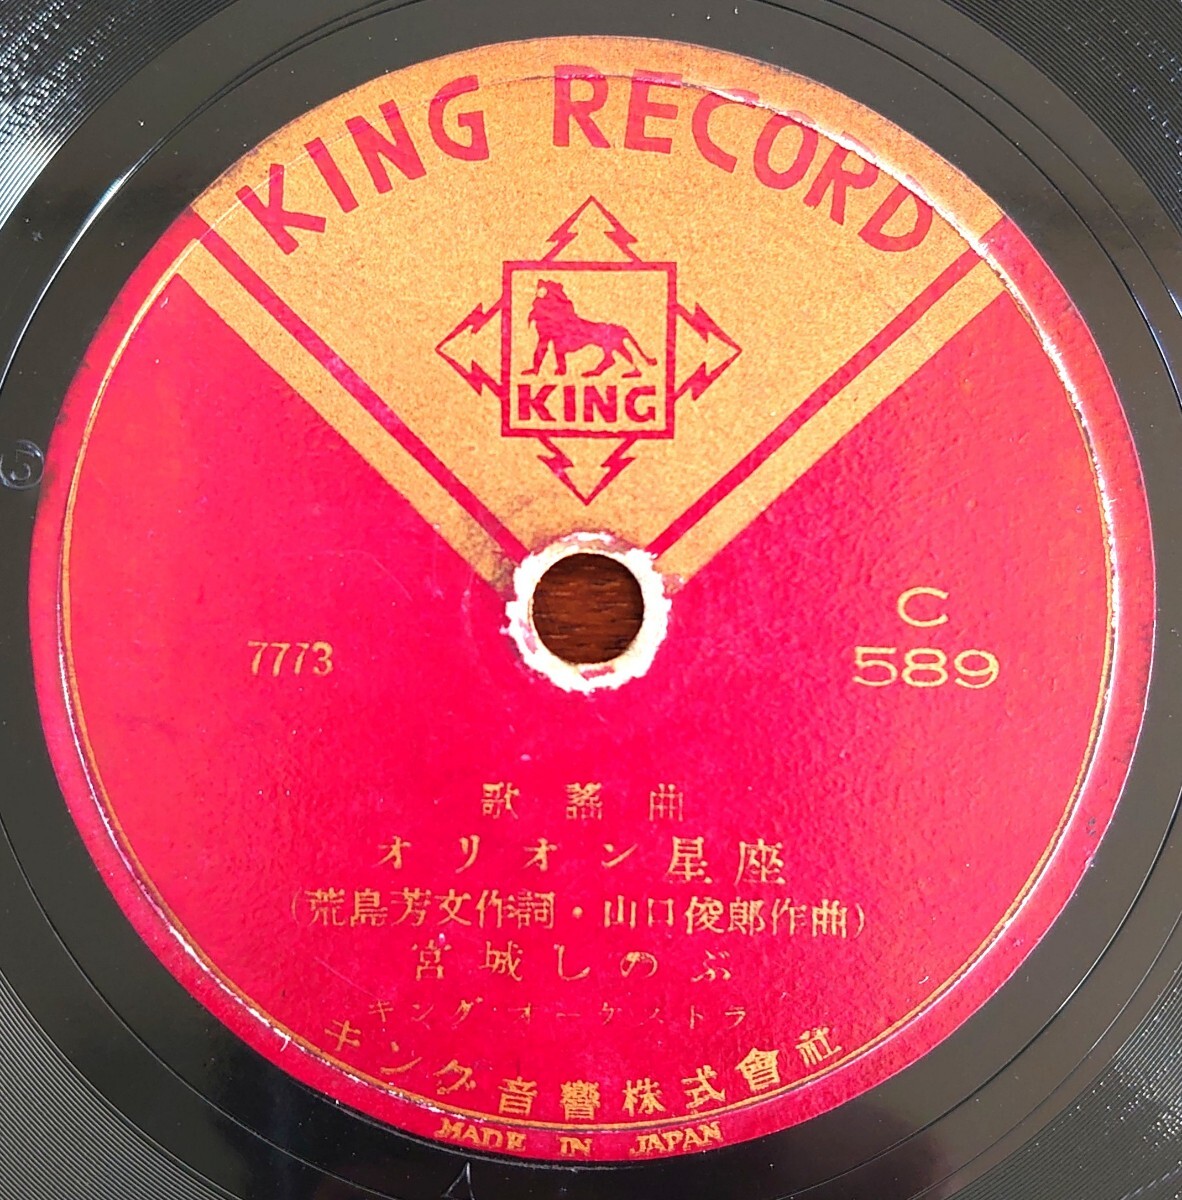 KING RECORD
KING
C
589
7773
歌謠曲
オリオン星座
(荒島芳文作詞・山口俊郎作曲)
宮城しのぶ
キング・オーケストラ
キング音響株式會社
MADE IN JAPAN